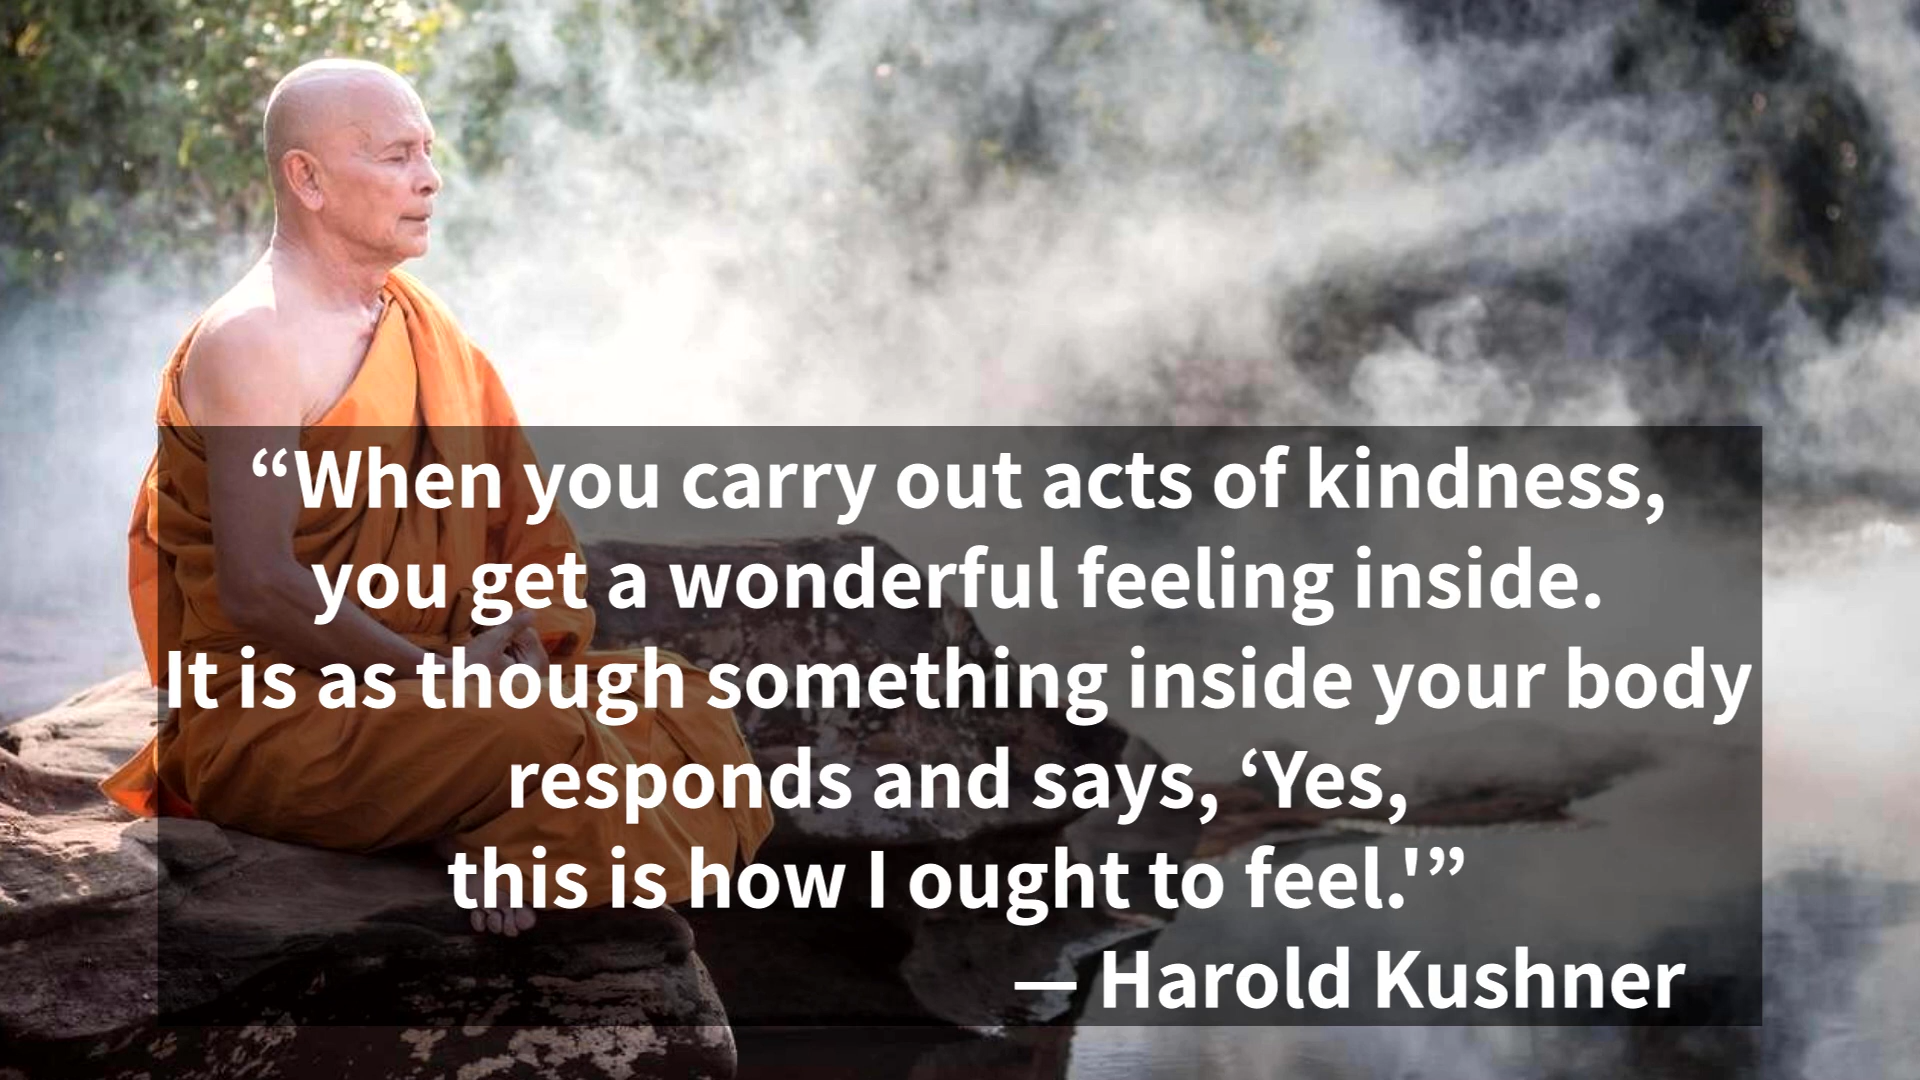 “When you carry out acts of kindness,
you get a wonderful feeling inside.
It is as though something inside your body
responds and says, ‘Yes,
this is how I ought to feel.'”
— Harold Kushner